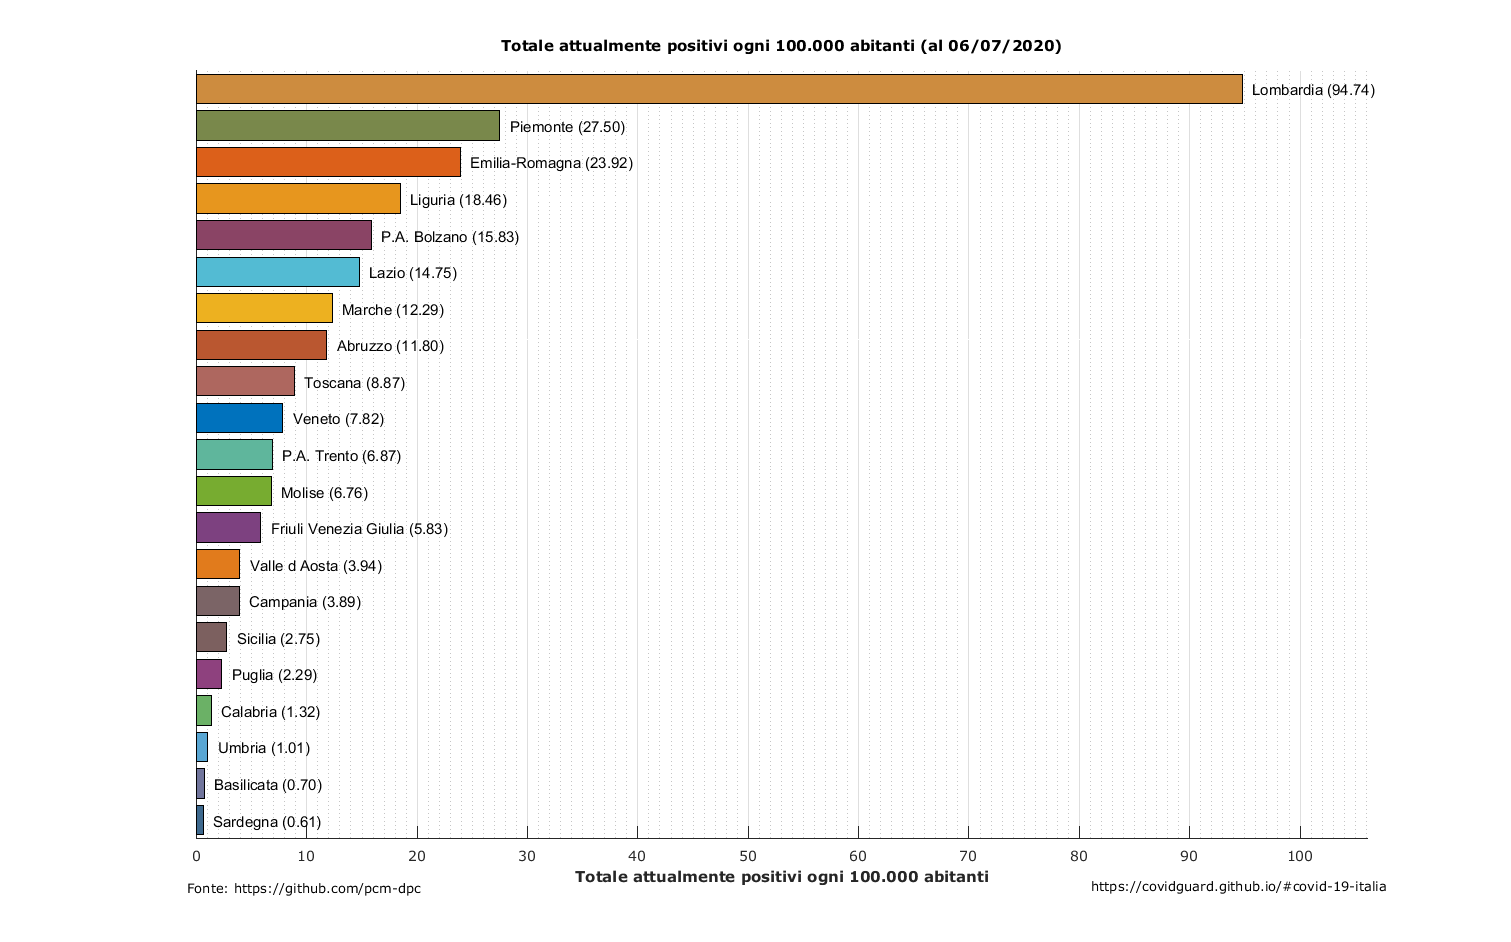 Totale attualmente positivi ogni 100.000 abitanti (al 06/07/2020)
Lombardia (94.74)
Piemonte (27.50)
Emilia-Romagna (23.92)
Liguria (18.46)
P.A. Bolzano (15.83)
Lazio (14.75)
Marche (12.29)
Abruzzo (11.80)
Toscana (8.87)
Veneto (7.82)
P.A. Trento (6.87)
Molise (6.76)
Friuli Venezia Giulia (5.83)
Valle d Aosta (3.94)
Campania (3.89)
Sicilia (2.75)
Puglia (2.29)
Calabria (1.32)
Umbria (1.01)
Basilicata (0.70)
Sardegna (0.61)
0 10 20 30 40 50 60 70 80 90 100
Totale attualmente positivi ogni 100.000 abitanti
Fonte: https://github.com/pcm-dpc
https://covidguard.github.io/#covid-19-italia